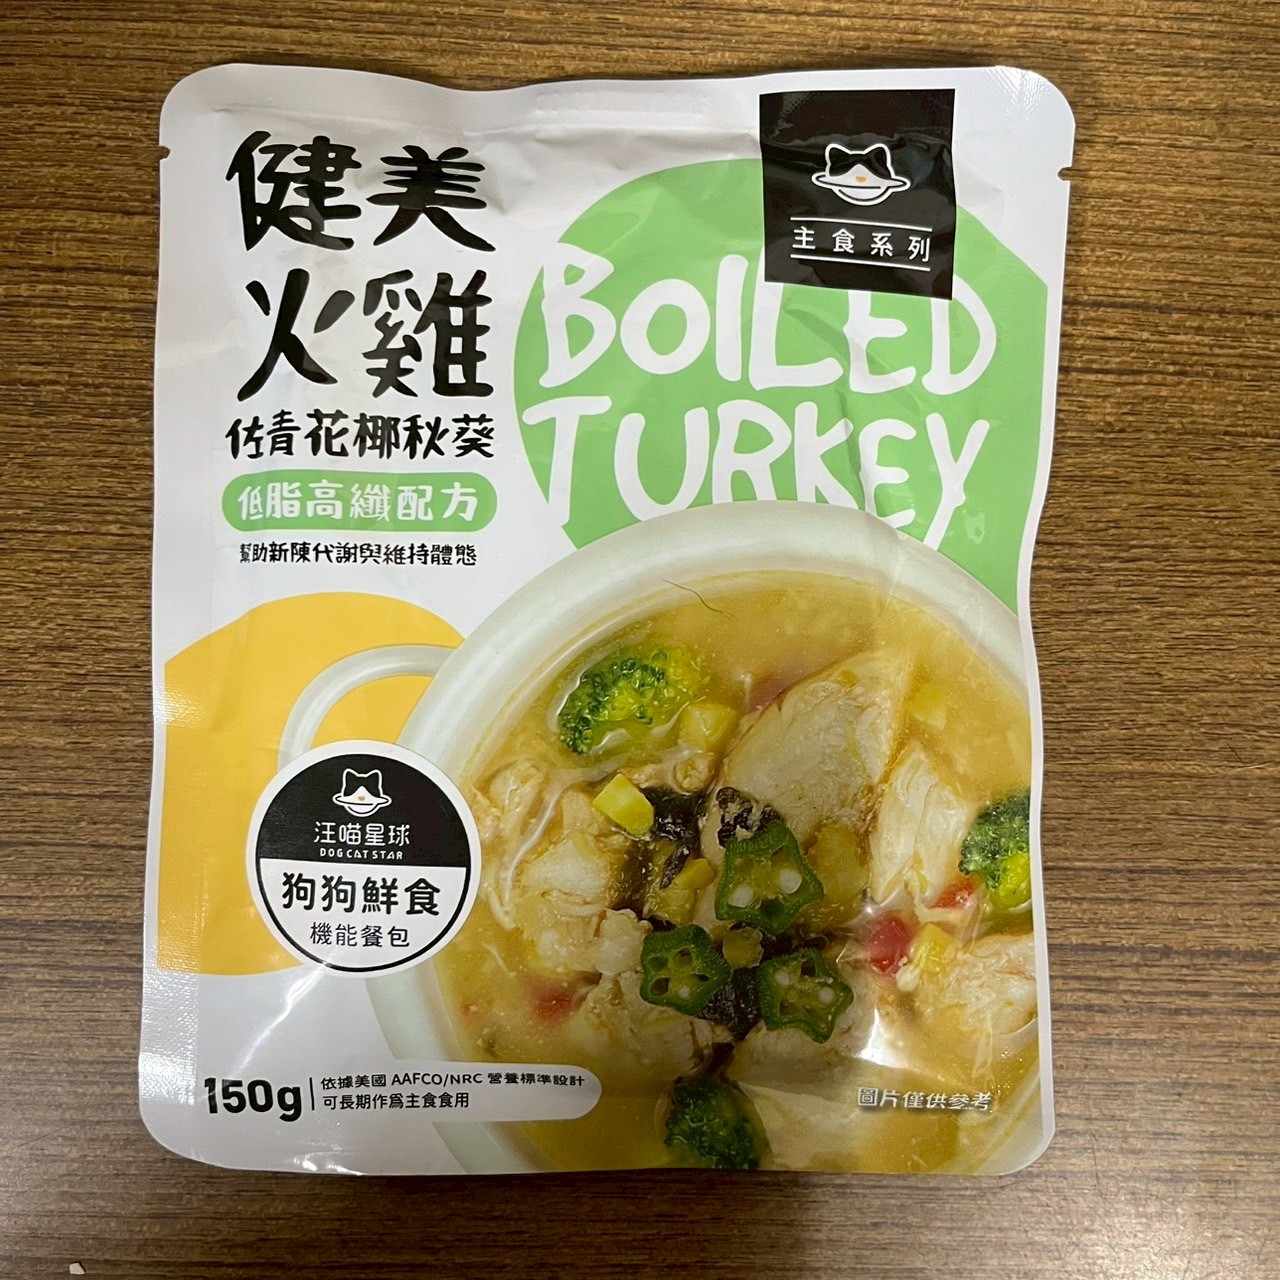 健美
火雞
佐青花椰秋葵
低脂高纖配方
幫助新陳代謝與維持體態
主食系列
BOILED
TURKEY
汪喵星球
DOG CAT STAR
狗狗鮮食
機能餐包
150g
依據美國 AAFCO/NRC 營養標準設計
可長期作為主食食用
圖片僅供參考